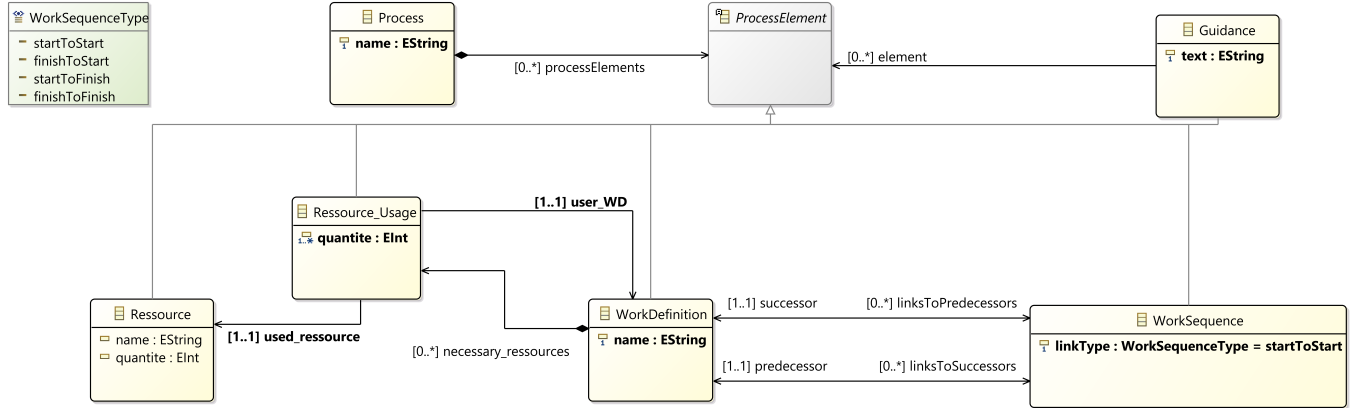 WorkSequenceType
startToStart
finishToStart
startToFinish
finishToFinish
Process
name : EString
[0..*] processElements
ProcessElement
[0..*] element
Guidance
text : EString
Ressource_Usage
1..* quantite : EInt
[1..1] user_WD
Ressource
name : EString
quantite : EInt
[1..1] used_ressource
[0..*] necessary_ressources
WorkDefinition
name : EString
[1..1] successor
[0..*] linksToPredecessors
[1..1] predecessor
[0..*] linksToSuccessors
WorkSequence
linkType : WorkSequenceType = startToStart